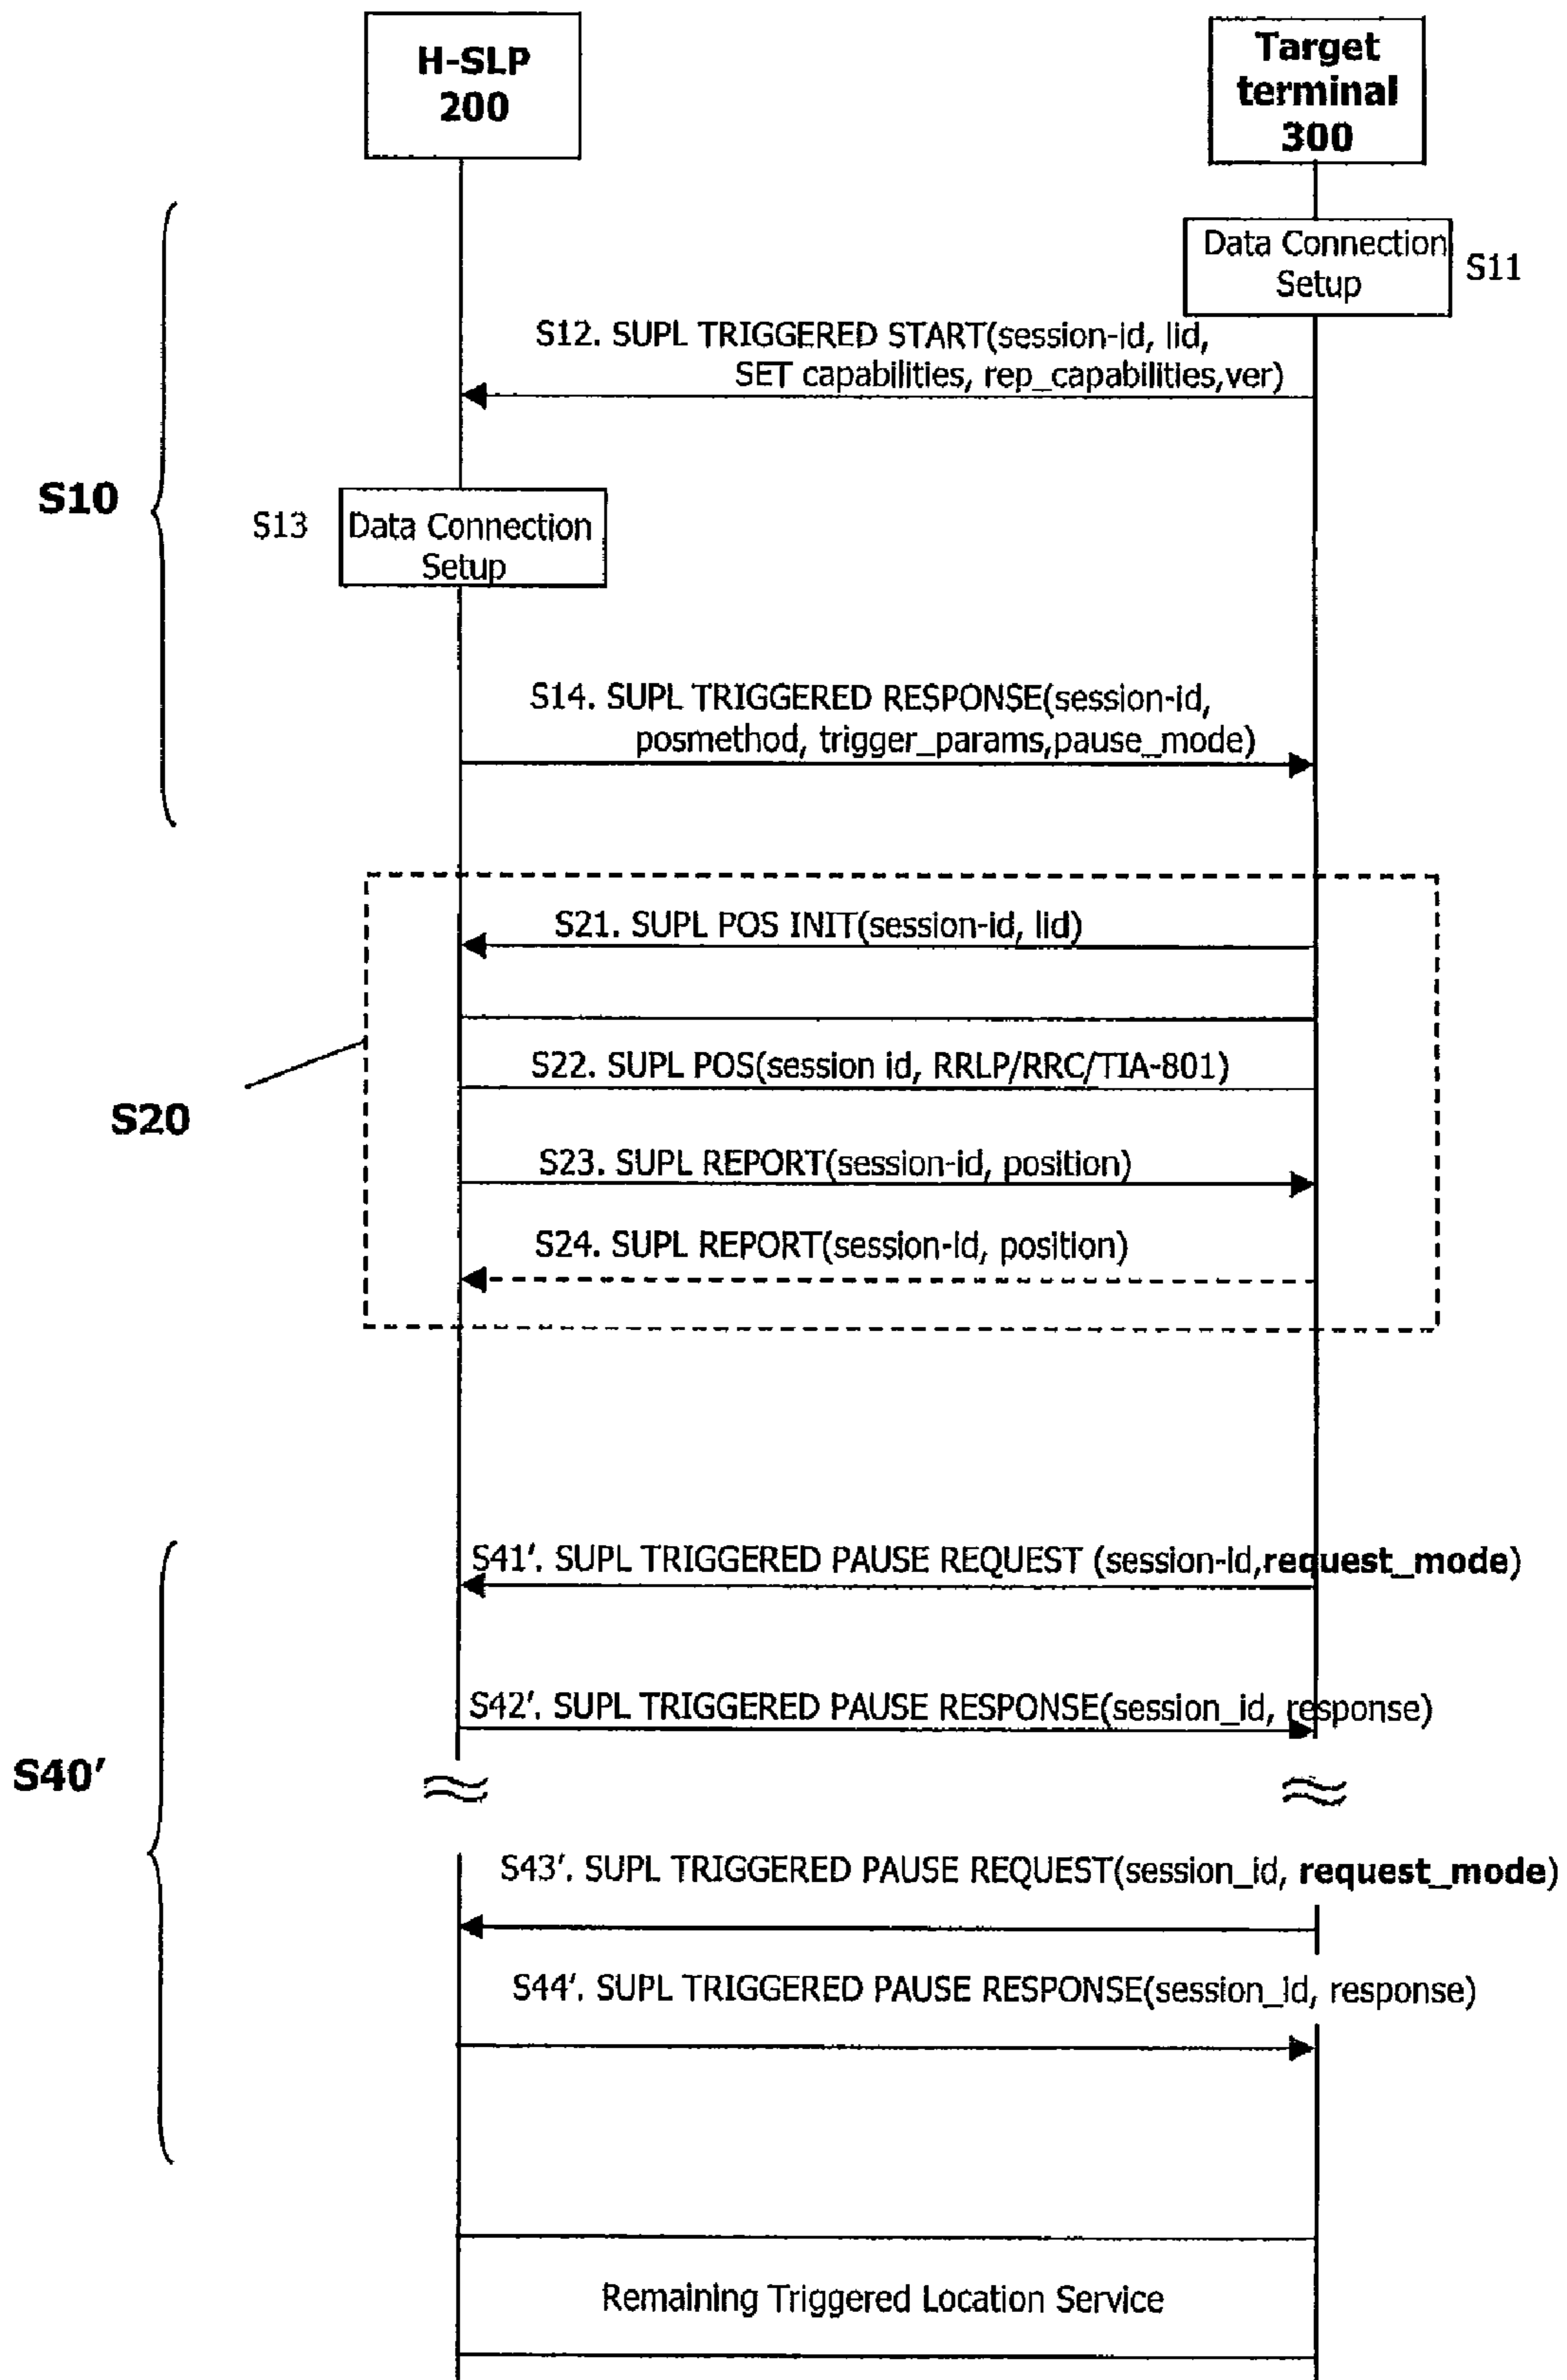 H-SLP
200
Target
terminal
300
Data Connection
Setup
S11
S12. SUPL TRIGGERED START(session-id, lid,
SET capabilities, rep_capabilities,ver)
S10
S13
Data Connection
Setup
S14. SUPL TRIGGERED RESPONSE(session-id,
posmethod, trigger_params,pause_mode)
S21. SUPL POS INIT(session-id, lid)
S22. SUPL POS(session id, RRLP/RRC/TIA-801)
S20
S23. SUPL REPORT(session-id, position)
S24. SUPL REPORT(session-id, position)
S41'. SUPL TRIGGERED PAUSE REQUEST (session-id,request_mode)
S42'. SUPL TRIGGERED PAUSE RESPONSE(session_id, response)
S40'
S43'. SUPL TRIGGERED PAUSE REQUEST(session_id, request_mode)
S44'. SUPL TRIGGERED PAUSE RESPONSE(session_id, response)
Remaining Triggered Location Service